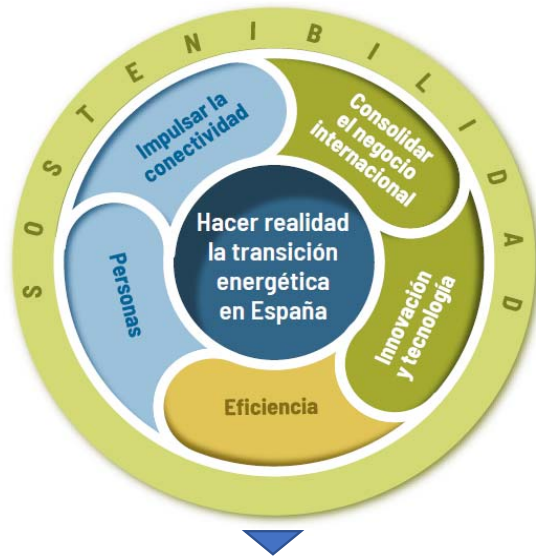 SOSTENIBILIDAD
Impulsar la
conectividad
Consolidar
el negocio
internacional
Hacer realidad
la transición
energética
en España
Personas
Innovación
y tecnología
Eficiencia